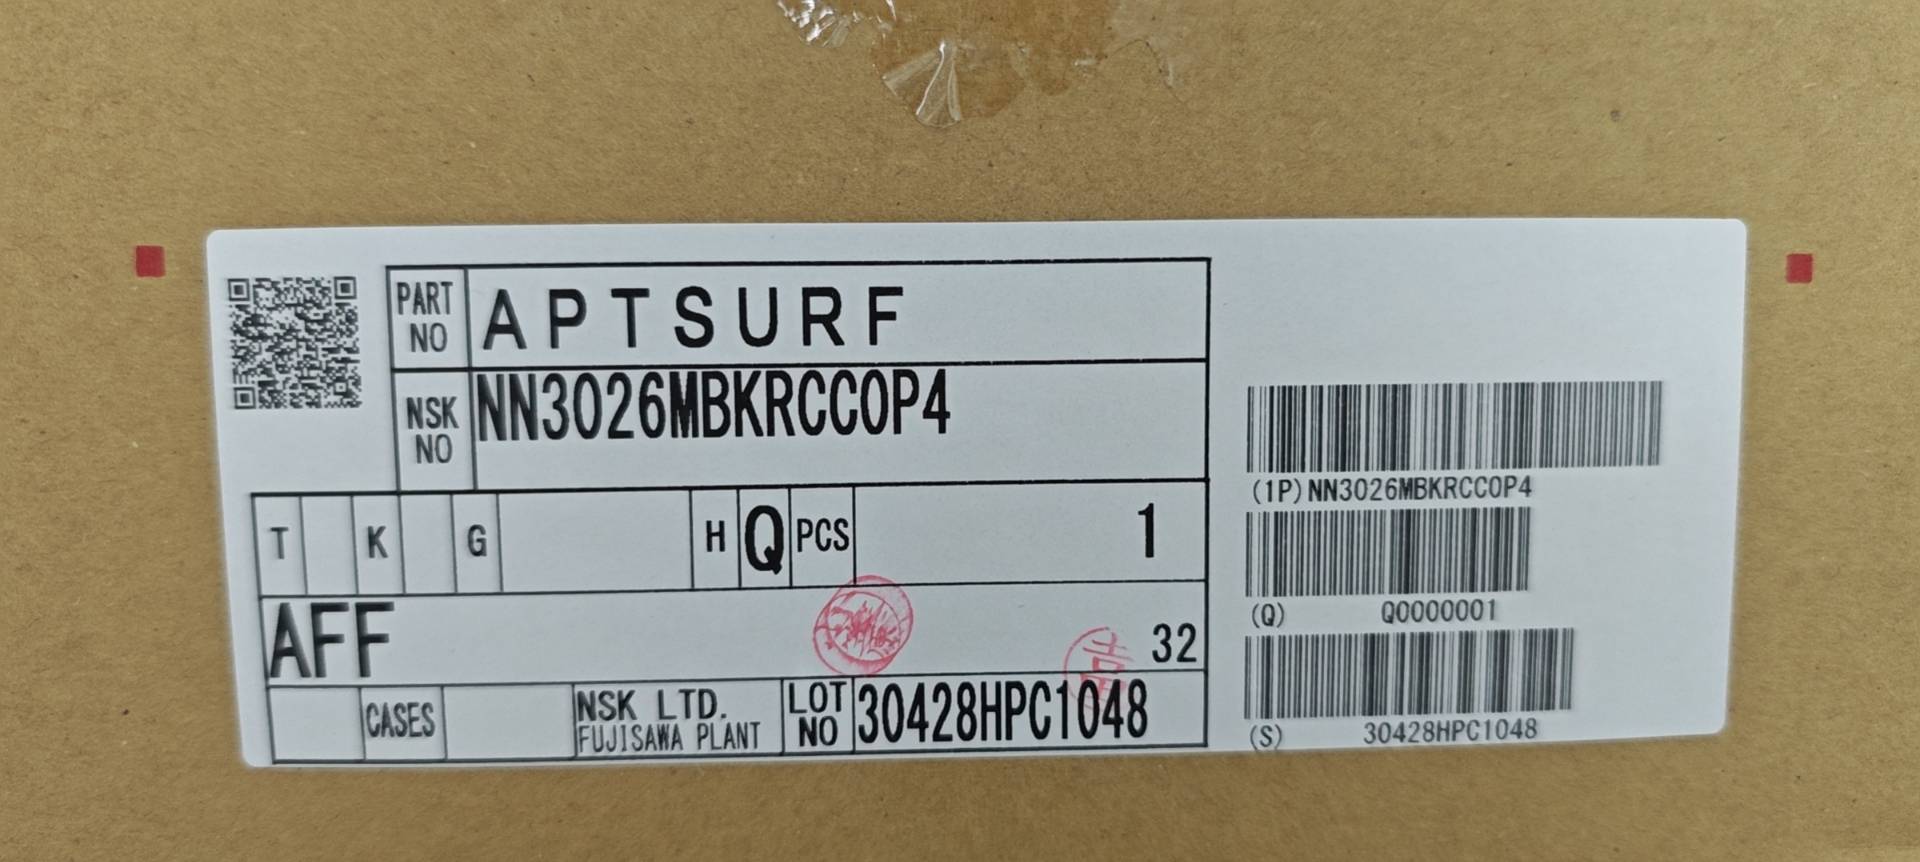 PART NO APTSURF
NSK NO NN3026MBKRCC0P4
T K G H Q PCS 1
AFF 32
CASES NSK LTD. FUJISAWA PLANT LOT NO 30428HPC1048
(1P) NN3026MBKRCC0P4
(Q) Q0000001
(S) 30428HPC1048